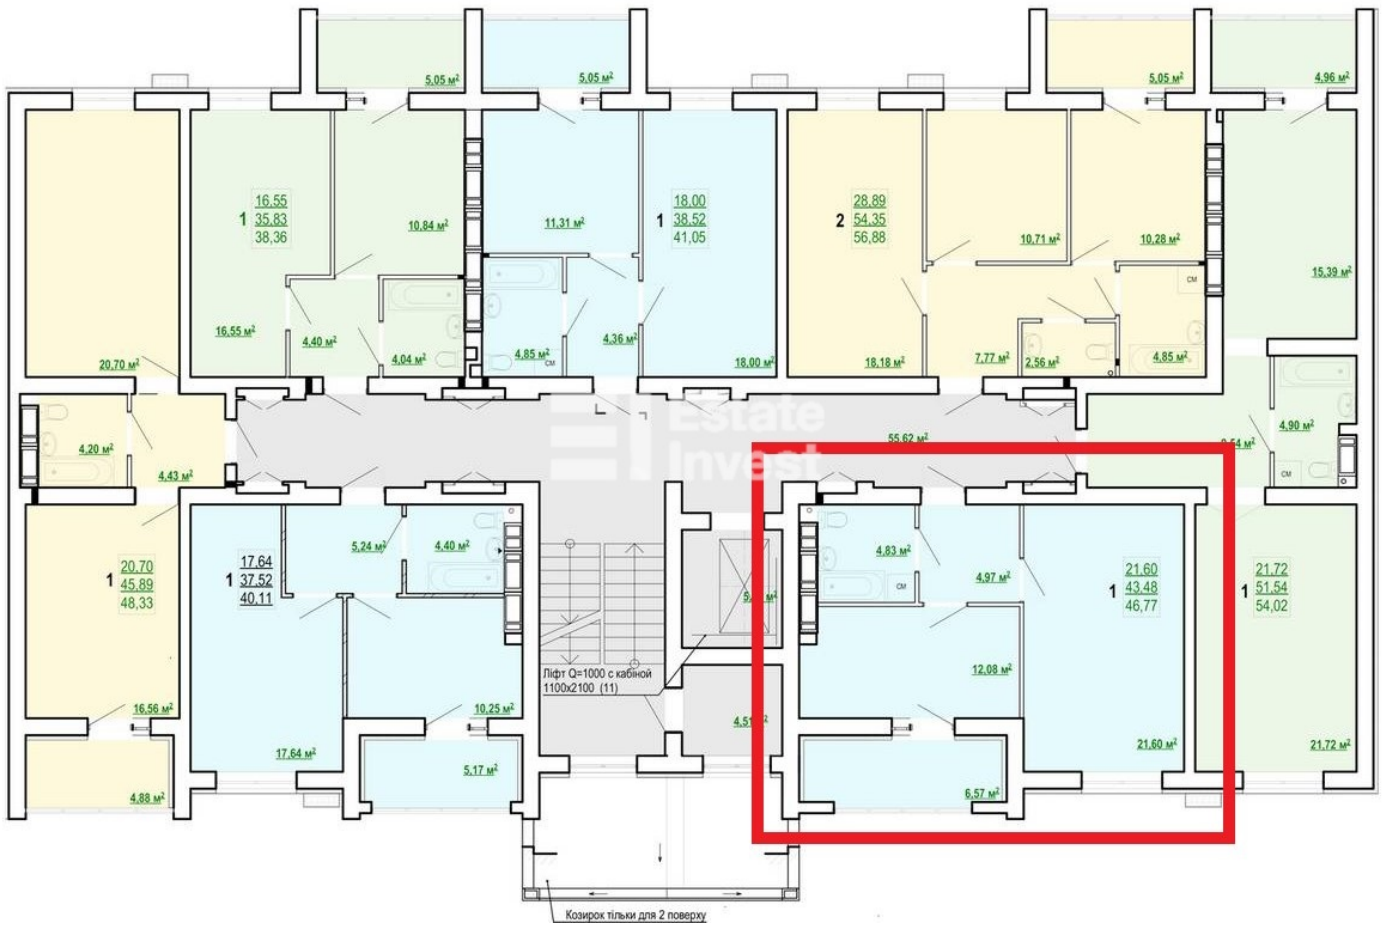 5.05 м²
5.05 м²
5.05 м²
4.96 м²
16.55
1 35.83
38.36
10.84 м²
11.31 м²
18.00
1 38.52
41.05
28.89
2 54.35
56.88
10.71 м²
10.28 м²
15.39 м²
см
20.70 м²
16.55 м²
4.40 м²
4.04 м²
4.85 м²
см
4.36 м²
18.00 м²
18.18 м²
7.77 м²
2.56 м²
4.85 м²
Estate
Invest
4.20 м²
4.43 м²
55.62 м²
4.90 м²
см
20.70
1 45.89
48.33
17.64
1 37.52
40.11
5.24 м²
4.40 м²
4.83 м²
см
4.97 м²
21.60
1 43.48
46.77
21.72
1 51.54
54.02
Ліфт Q=1000 с кабіной
1100х2100 (11)
12.08 м²
16.56 м²
10.25 м²
17.64 м²
21.60 м²
21.72 м²
4.88 м²
5.17 м²
6.57 м²
Козирок тільки для 2 поверху